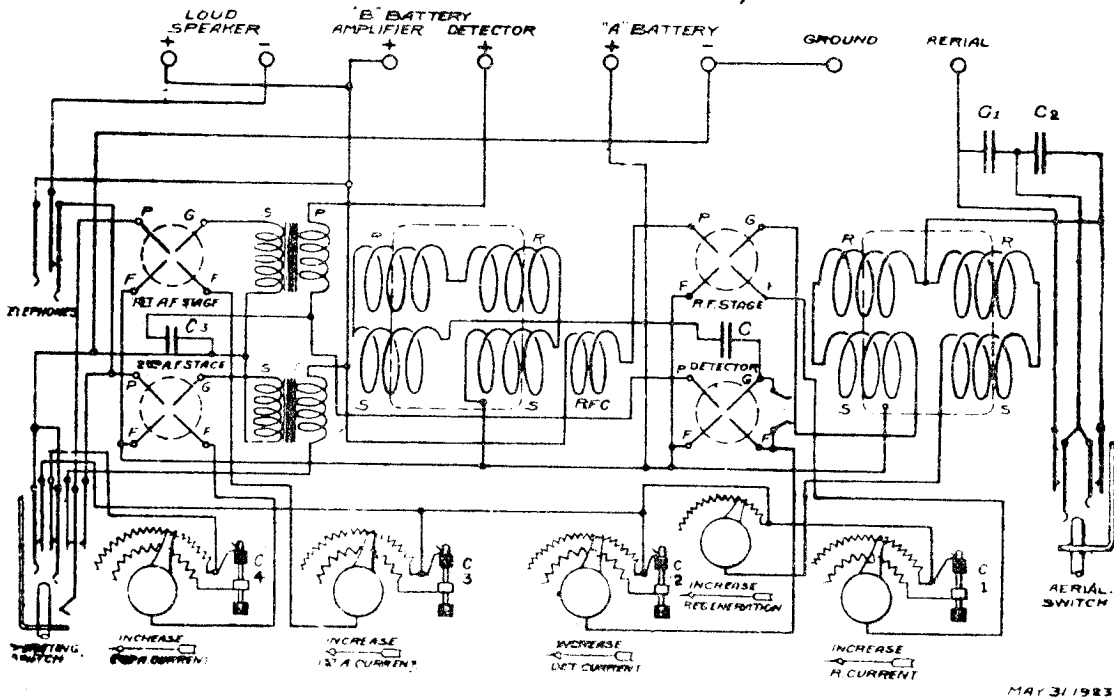 LOUD SPEAKER
"B" BATTERY
AMPLIFIER DETECTOR
"A" BATTERY
GROUND
AERIAL
+ - + + + -
C1 C2
P G S P
F F
1ST A.F. STAGE
TELEPHONES
C3
2ND A.F. STAGE
P G S
F F
R R
S S
RFC
P G
F
R.F. STAGE
C
DETECTOR
P G
F F
R R
S S
C 4
C 3
C 2
C 1
INCREASE
CURRENT
INCREASE
1ST A. CURRENT
INCREASE
DET CURRENT
INCREASE
REGENERATION
INCREASE
R. CURRENT
SWITCH
AERIAL
SWITCH
MAY 31 1923